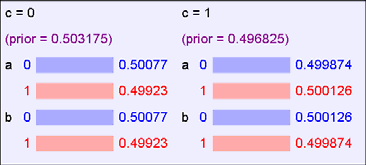 c = 0 c = 1
(prior = 0.503175) (prior = 0.496825)
a 0 0.50077 a 0 0.499874
1 0.49923 1 0.500126
b 0 0.50077 b 0 0.500126
1 0.49923 1 0.499874